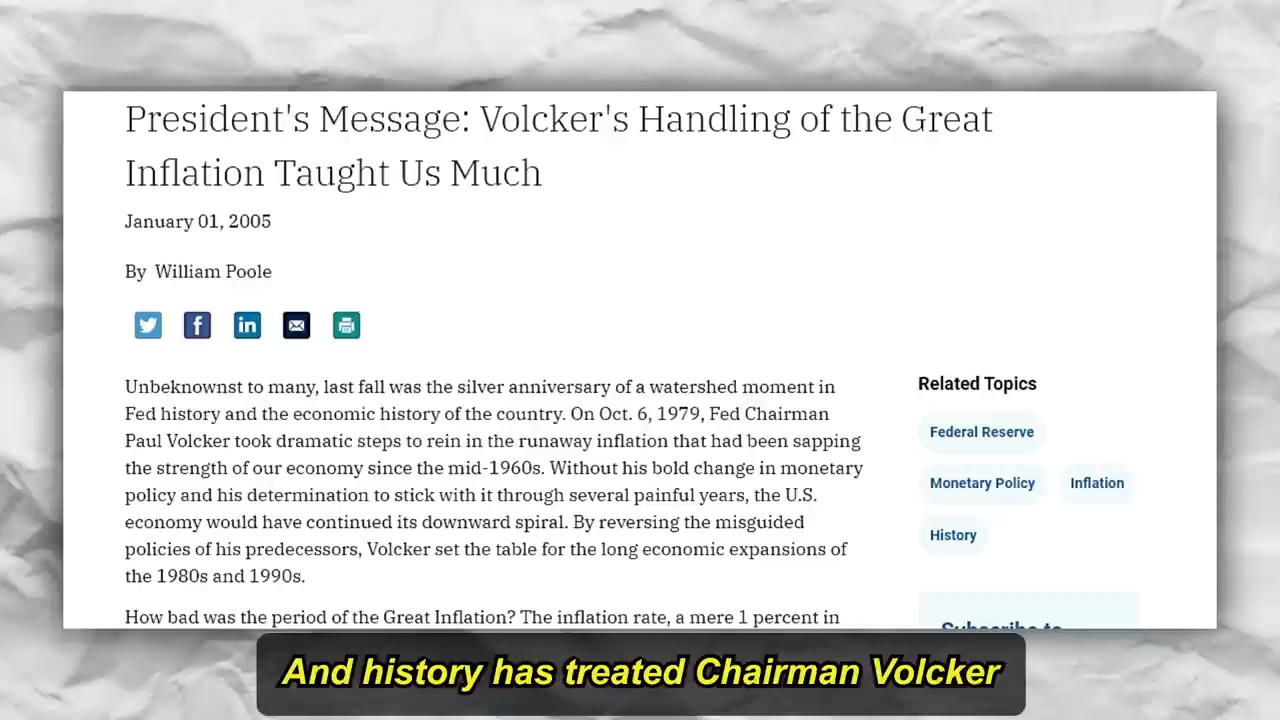 President's Message: Volcker's Handling of the Great
Inflation Taught Us Much
January 01, 2005
By William Poole
Unbeknownst to many, last fall was the silver anniversary of a watershed moment in
Fed history and the economic history of the country. On Oct. 6, 1979, Fed Chairman
Paul Volcker took dramatic steps to rein in the runaway inflation that had been sapping
the strength of our economy since the mid-1960s. Without his bold change in monetary
policy and his determination to stick with it through several painful years, the U.S.
economy would have continued its downward spiral. By reversing the misguided
policies of his predecessors, Volcker set the table for the long economic expansions of
the 1980s and 1990s.
How bad was the period of the Great Inflation? The inflation rate, a mere 1 percent in
Related Topics
Federal Reserve
Monetary Policy
Inflation
History
Subscribe to
And history has treated Chairman Volcker